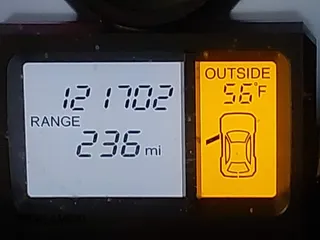 121702
RANGE
236 mi
OUTSIDE
56°F